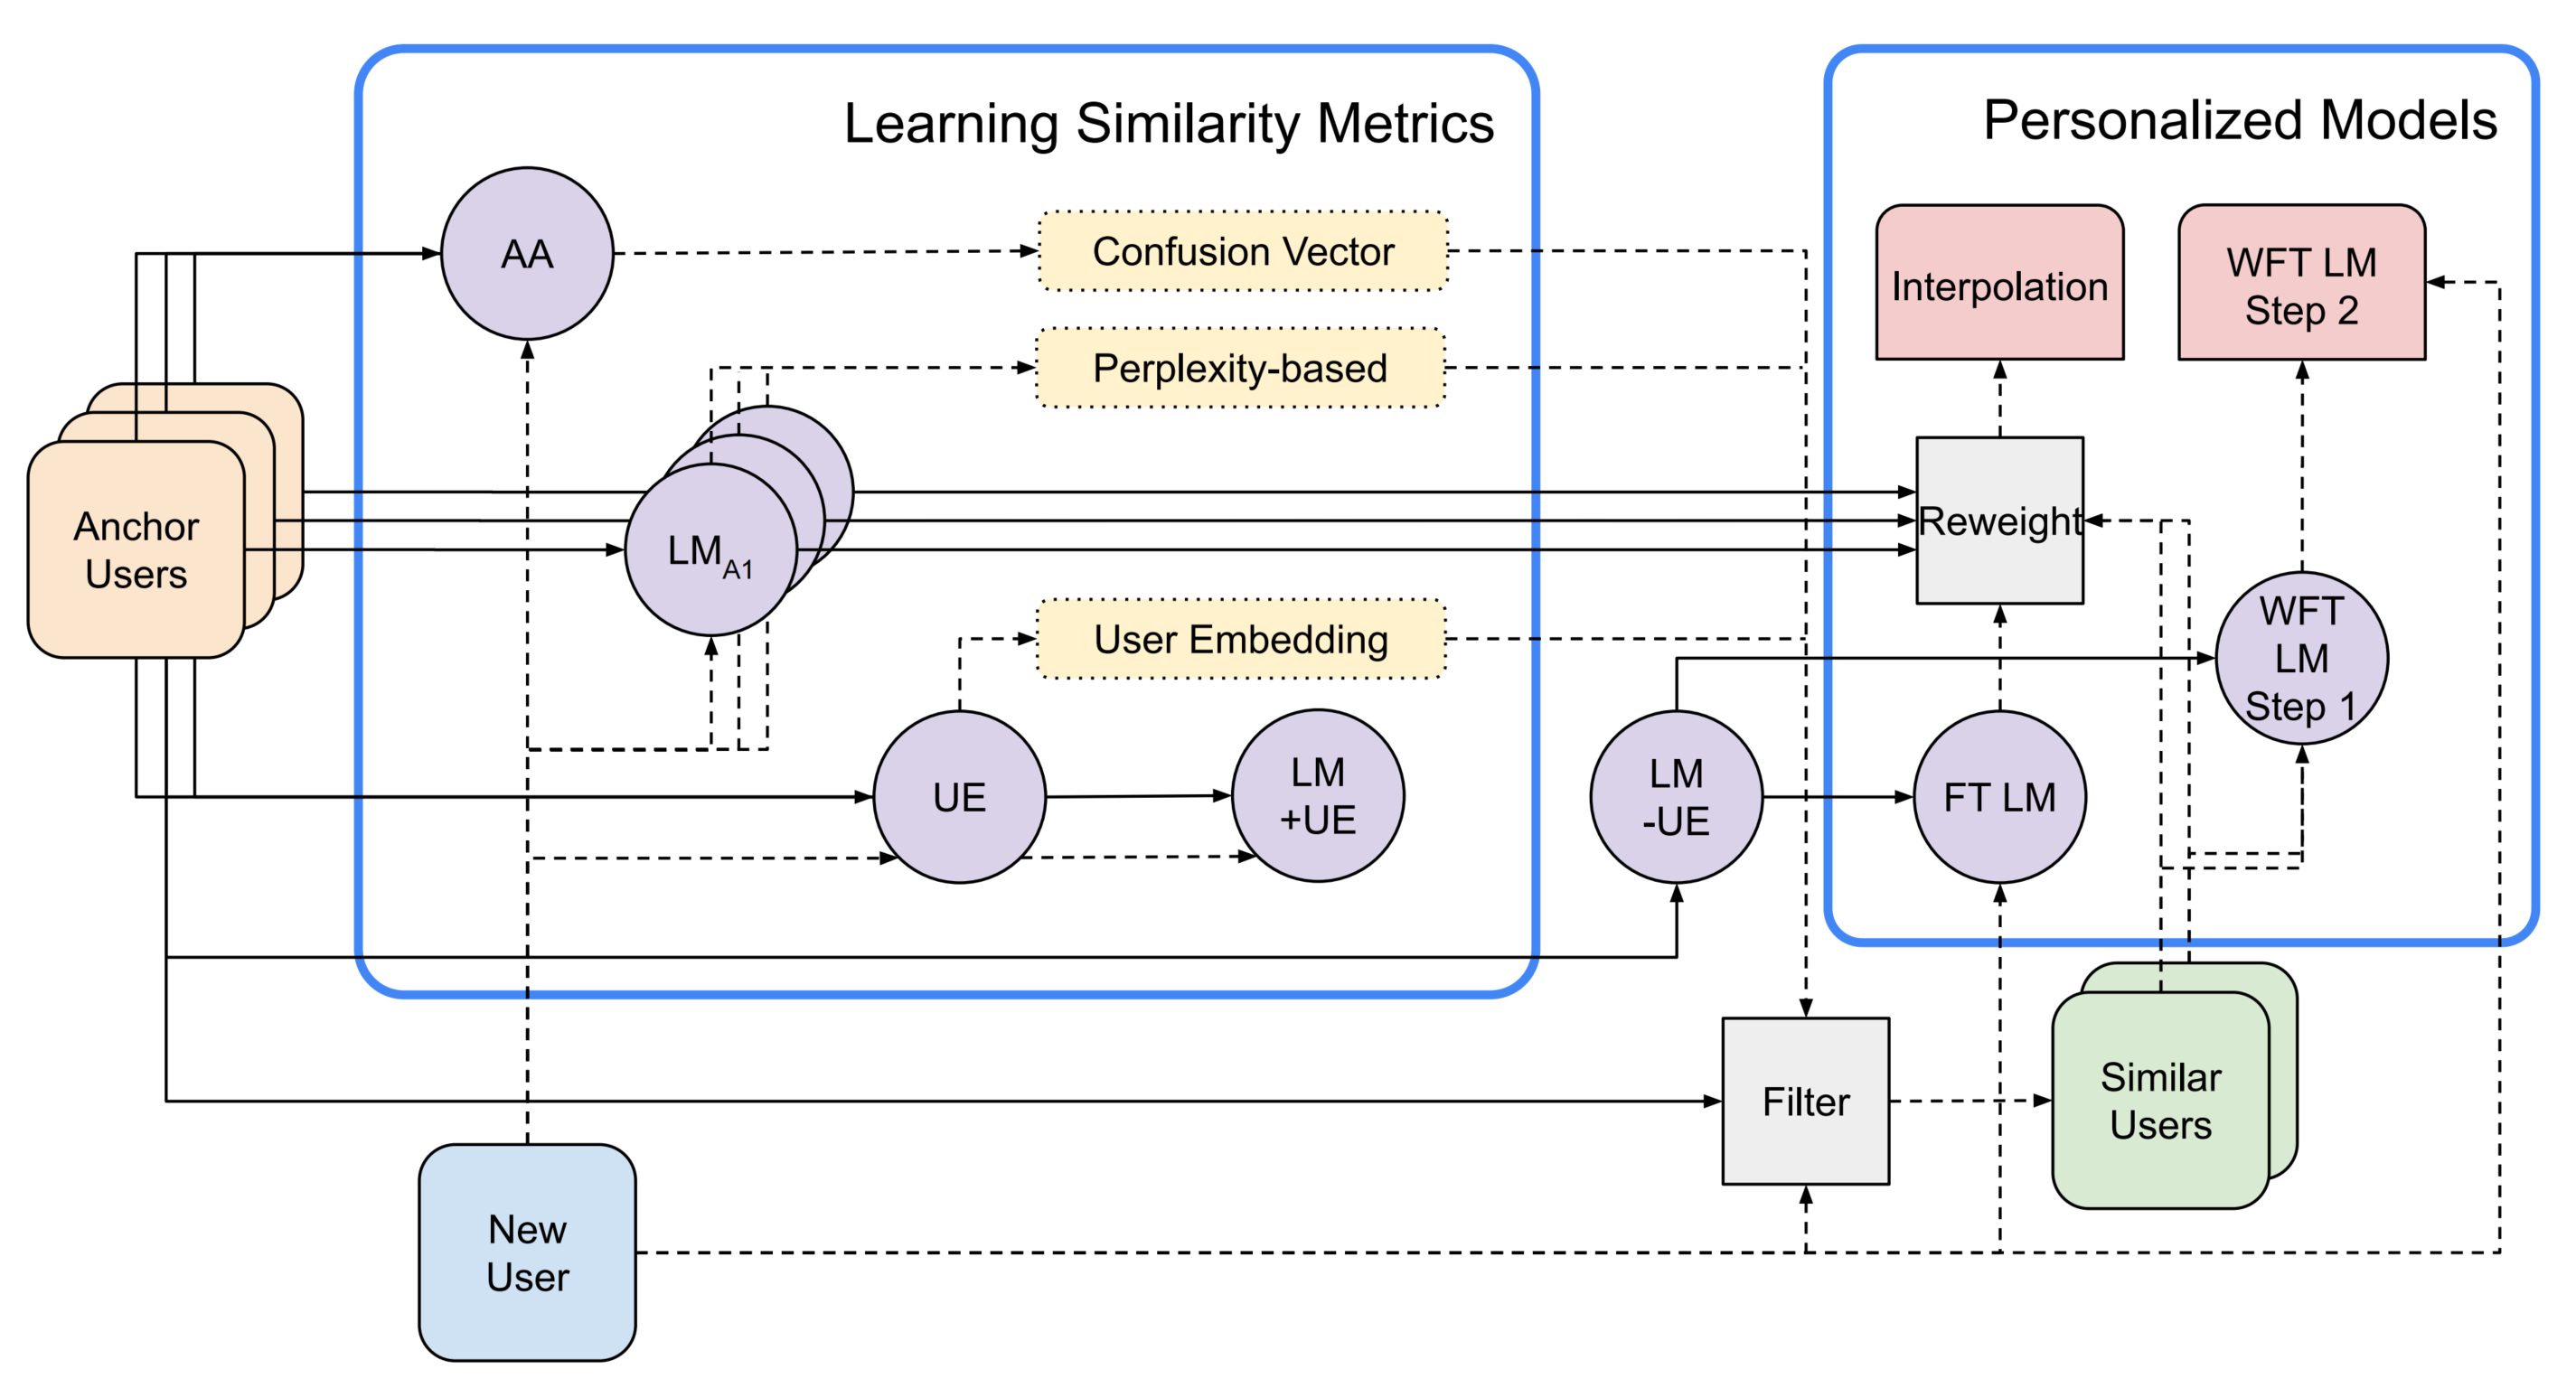 Learning Similarity Metrics
Personalized Models
AA
Confusion Vector
Interpolation
WFT LM
Step 2
Perplexity-based
Anchor
Users
LM A1
Reweight
User Embedding
WFT
LM
Step 1
UE
LM
+UE
LM
-UE
FT LM
Filter
Similar
Users
New
User